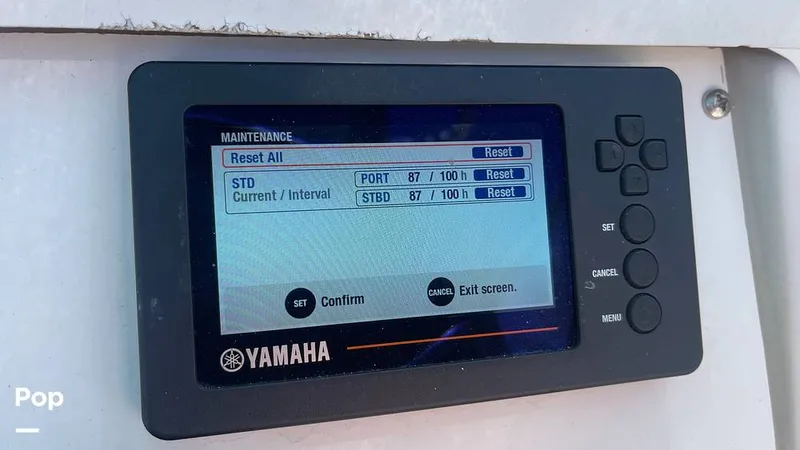 MAINTENANCE
Reset All Reset
STD PORT 87 / 100 h Reset
Current / Interval STBD 87 / 100 h Reset
SET Confirm CANCEL Exit screen.
YAMAHA
SET
CANCEL
MENU
Pop